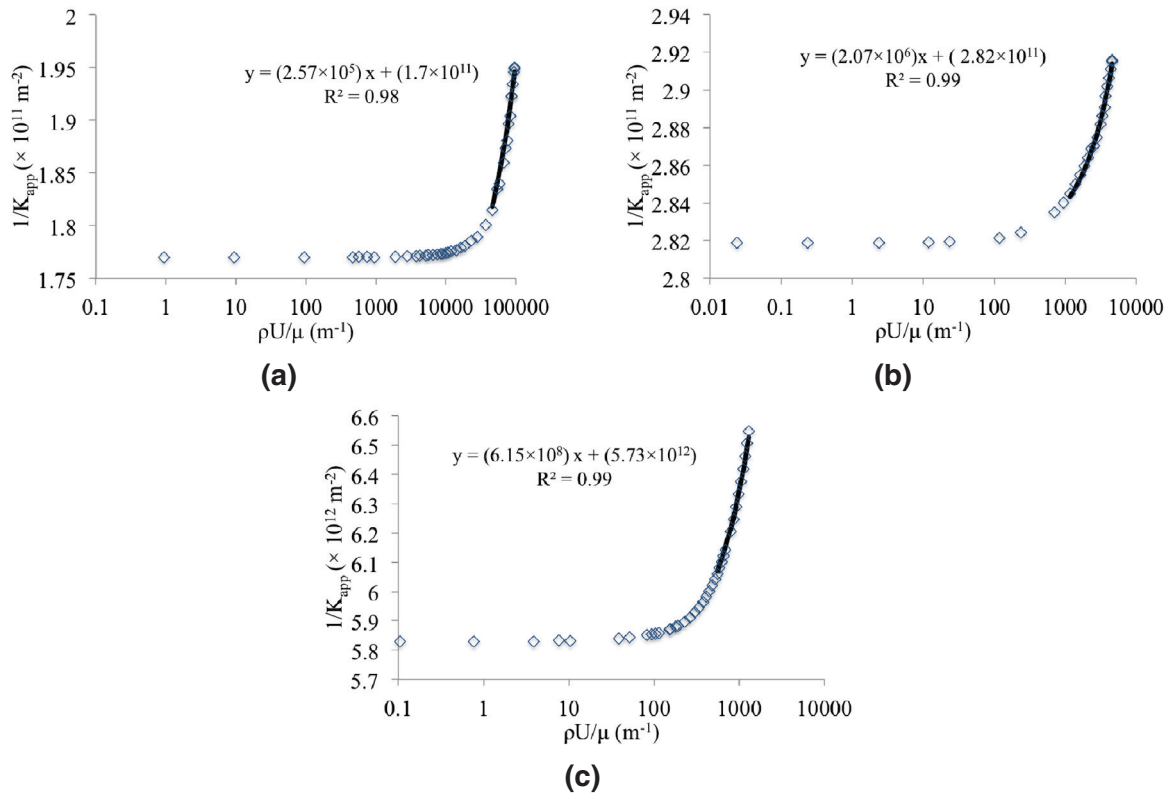 2
1.95
1.9
1.85
1.8
1.75
1/K_app (× 10^11 m^-2)
y = (2.57×10^5) x + (1.7×10^11)
R² = 0.98
0.1 1 10 100 1000 10000 100000
ρU/μ (m^-1)
(a)
2.94
2.92
2.9
2.88
2.86
2.84
2.82
2.8
1/K_app (× 10^11 m^-2)
y = (2.07×10^6)x + ( 2.82×10^11)
R² = 0.99
0.01 0.1 1 10 100 1000 10000
ρU/μ (m^-1)
(b)
6.6
6.5
6.4
6.3
6.2
6.1
6
5.9
5.8
5.7
1/K_app (× 10^12 m^-2)
y = (6.15×10^8) x + (5.73×10^12)
R² = 0.99
0.1 1 10 100 1000 10000
ρU/μ (m^-1)
(c)